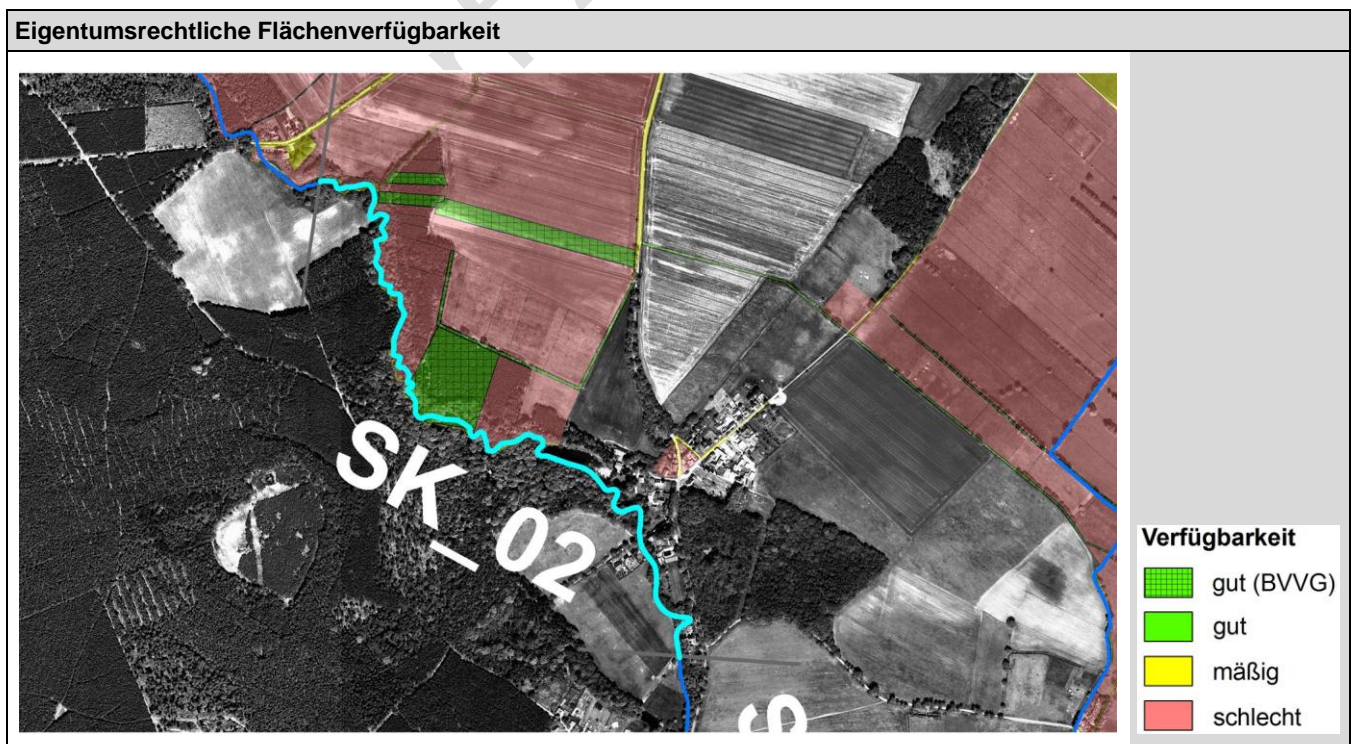 Eigentumsrechtliche Flächenverfügbarkeit
SK_02
Verfügbarkeit
gut (BVVG)
gut
mäßig
schlecht